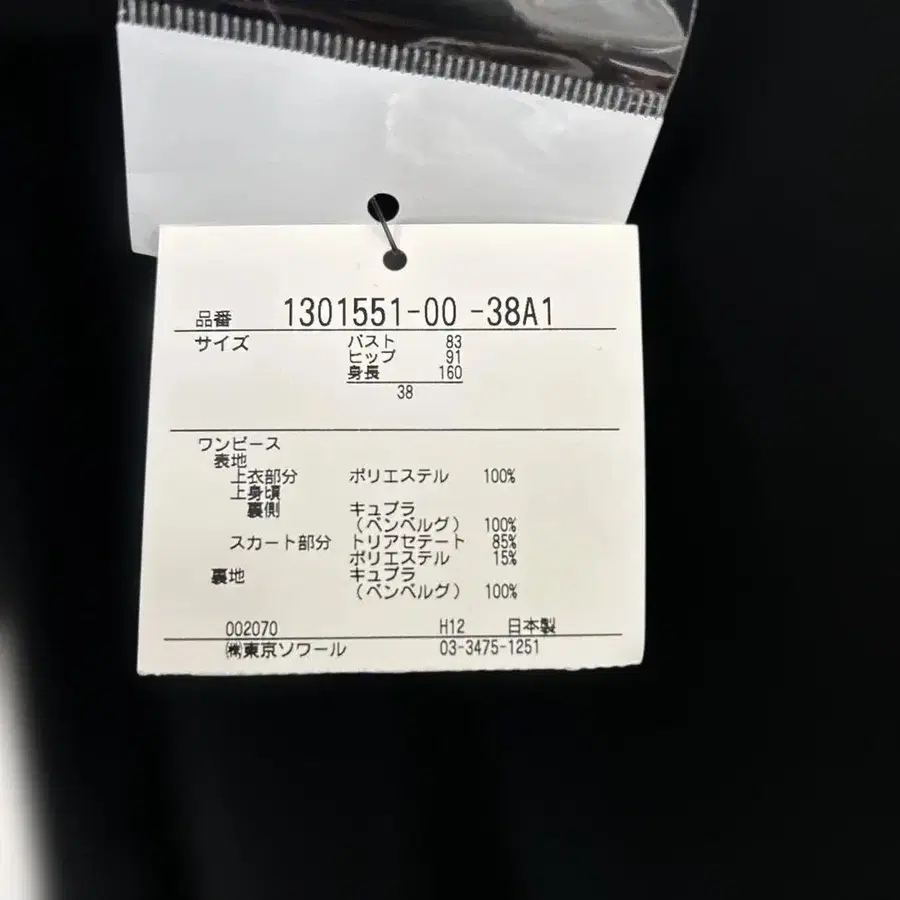 品番 1301551-00 -38A1
サイズ バスト 83
ヒップ 91
身長 160
38
ワンピース
表地
上衣部分 ポリエステル 100%
上身頃
裏側 キュプラ
(ベンベルグ) 100%
スカート部分 トリアセテート 85%
ポリエステル 15%
裏地 キュプラ
(ベンベルグ) 100%
002070 H12 日本製
㈱東京ソワール 03-3475-1251